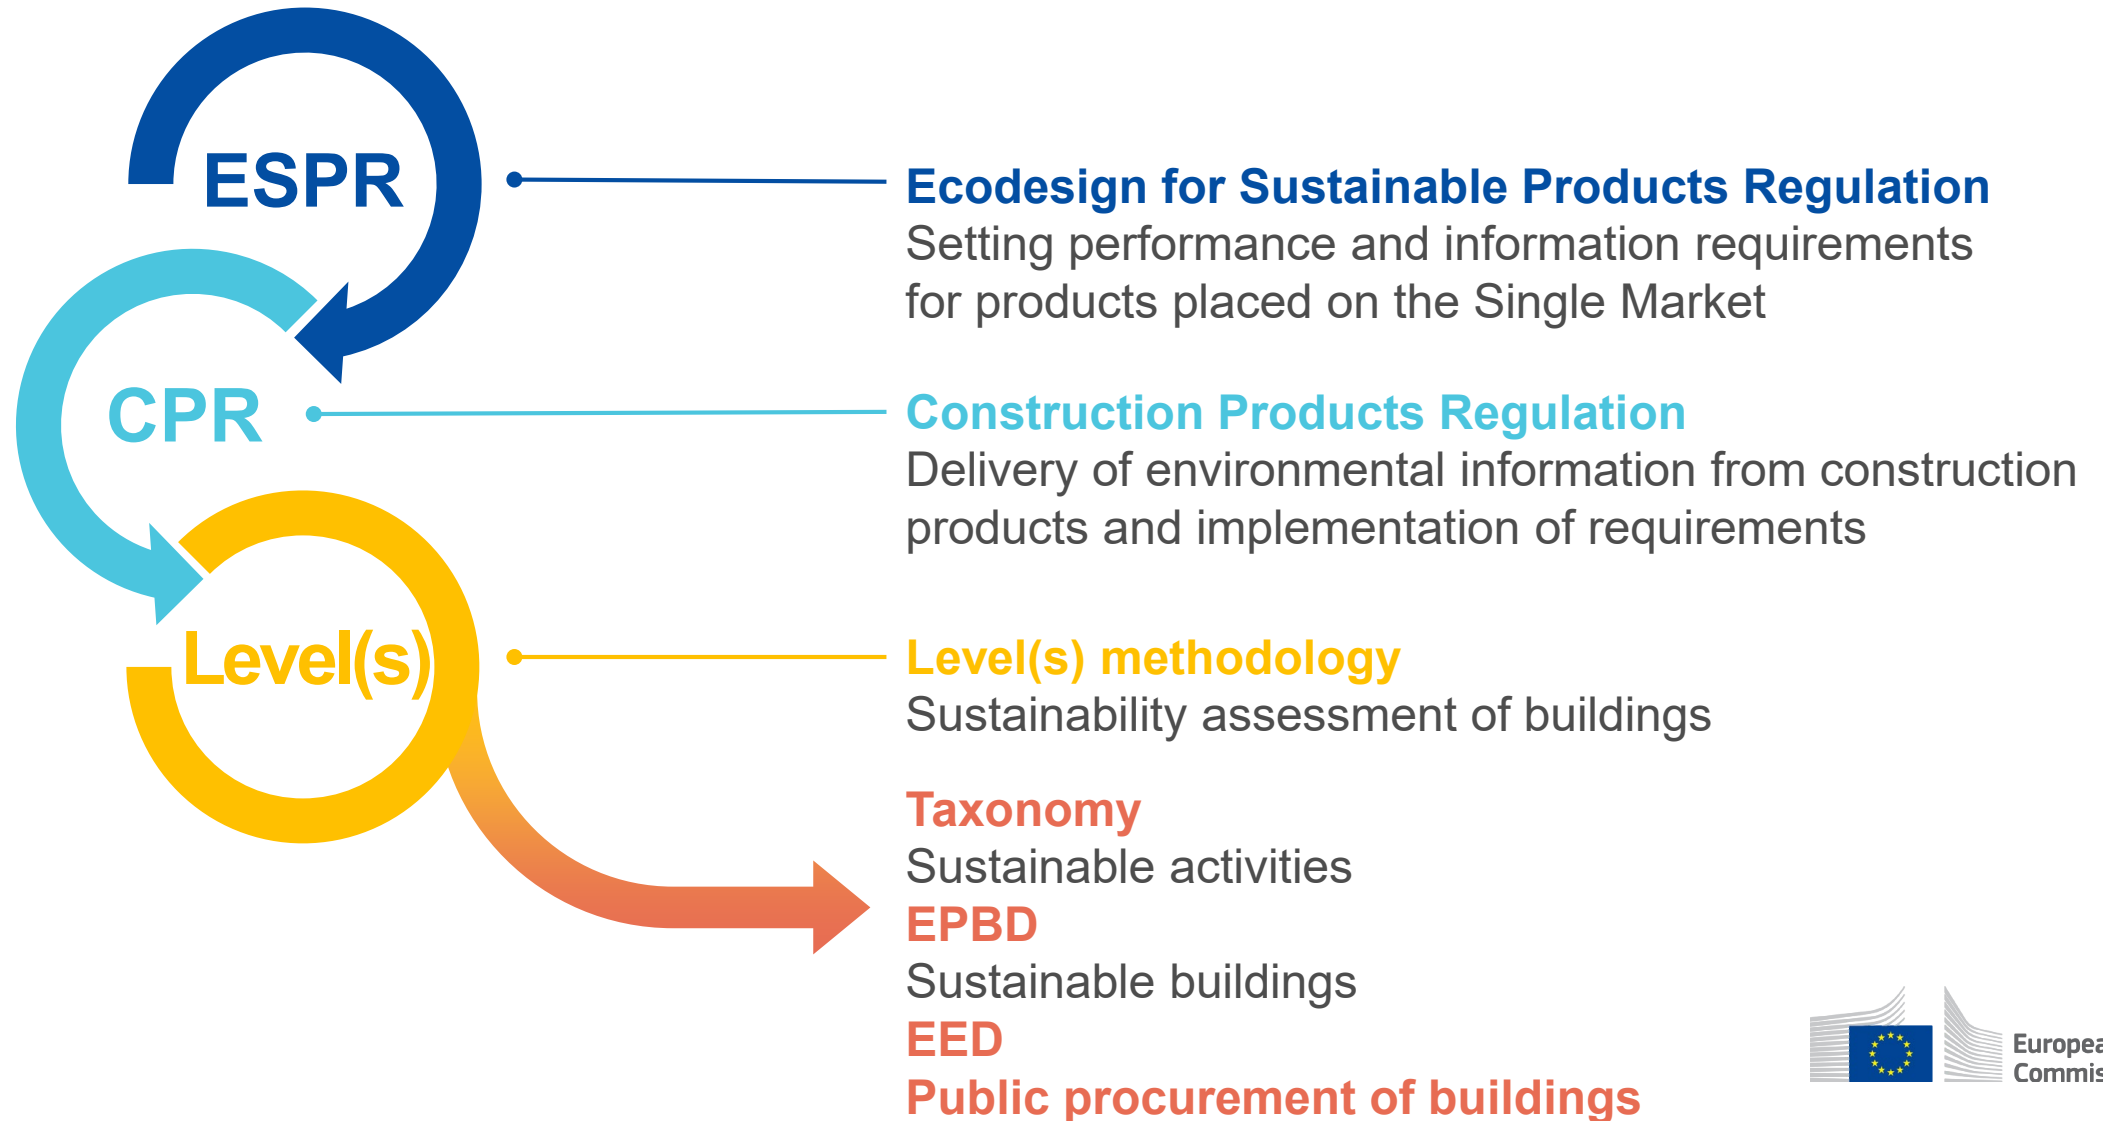 ESPR
Ecodesign for Sustainable Products Regulation
Setting performance and information requirements
for products placed on the Single Market
CPR
Construction Products Regulation
Delivery of environmental information from construction
products and implementation of requirements
Level(s)
Level(s) methodology
Sustainability assessment of buildings
Taxonomy
Sustainable activities
EPBD
Sustainable buildings
EED
Public procurement of buildings